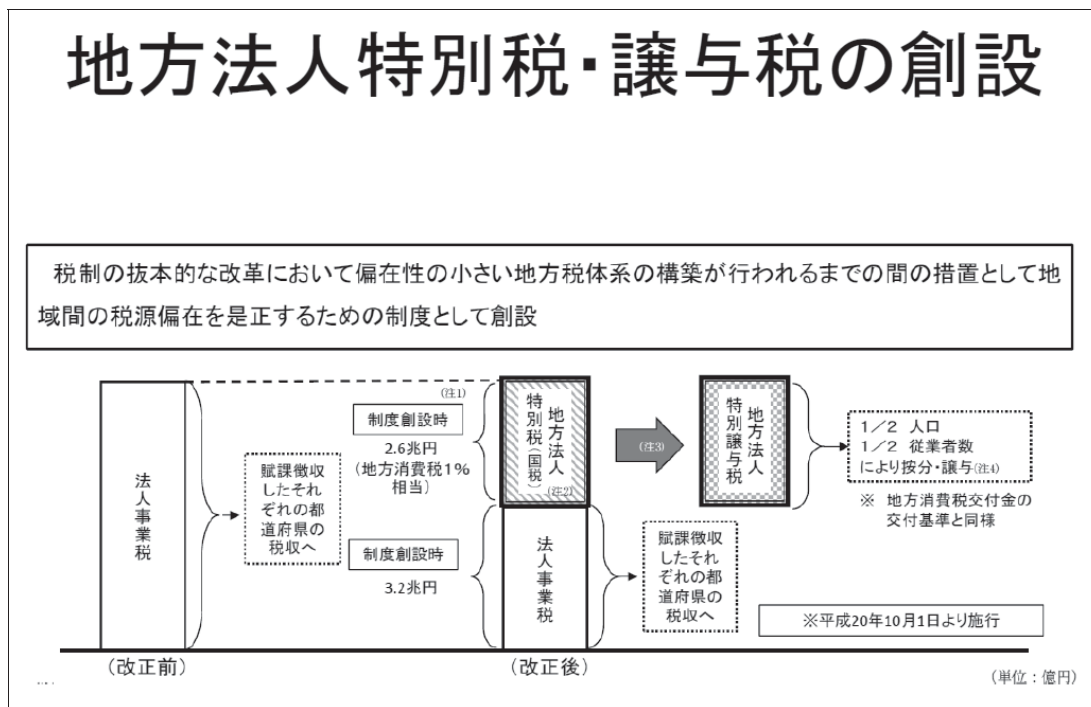 地方法人特別税・譲与税の創設
税制の抜本的な改革において偏在性の小さい地方税体系の構築が行われるまでの間の措置として地
域間の税源偏在を是正するための制度として創設
法人事業税
賦課徴収
したそれ
ぞれの都
道府県の
税収へ
(注1)
制度創設時
2.6兆円
(地方消費税1%
相当)
制度創設時
3.2兆円
地方法人
特別税(国税)
(注2)
法人事業税
(注3)
賦課徴収
したそれ
ぞれの都
道府県の
税収へ
地方法人
特別譲与税
1/2 人口
1/2 従業者数
により按分・譲与(注4)
※ 地方消費税交付金の
交付基準と同様
※平成20年10月1日より施行
(改正前)
(改正後)
(単位:億円)